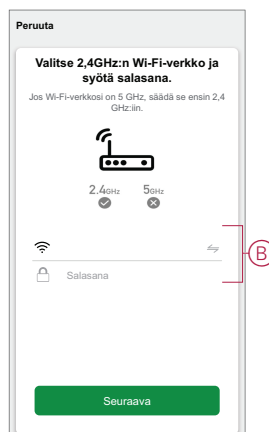 Peruuta
Valitse 2,4GHz:n Wi-Fi-verkko ja
syötä salasana.
Jos Wi-Fi-verkkosi on 5 GHz, säädä se ensin 2,4
GHz:iin.
2.4GHz 5GHz
B
Salasana
Seuraava